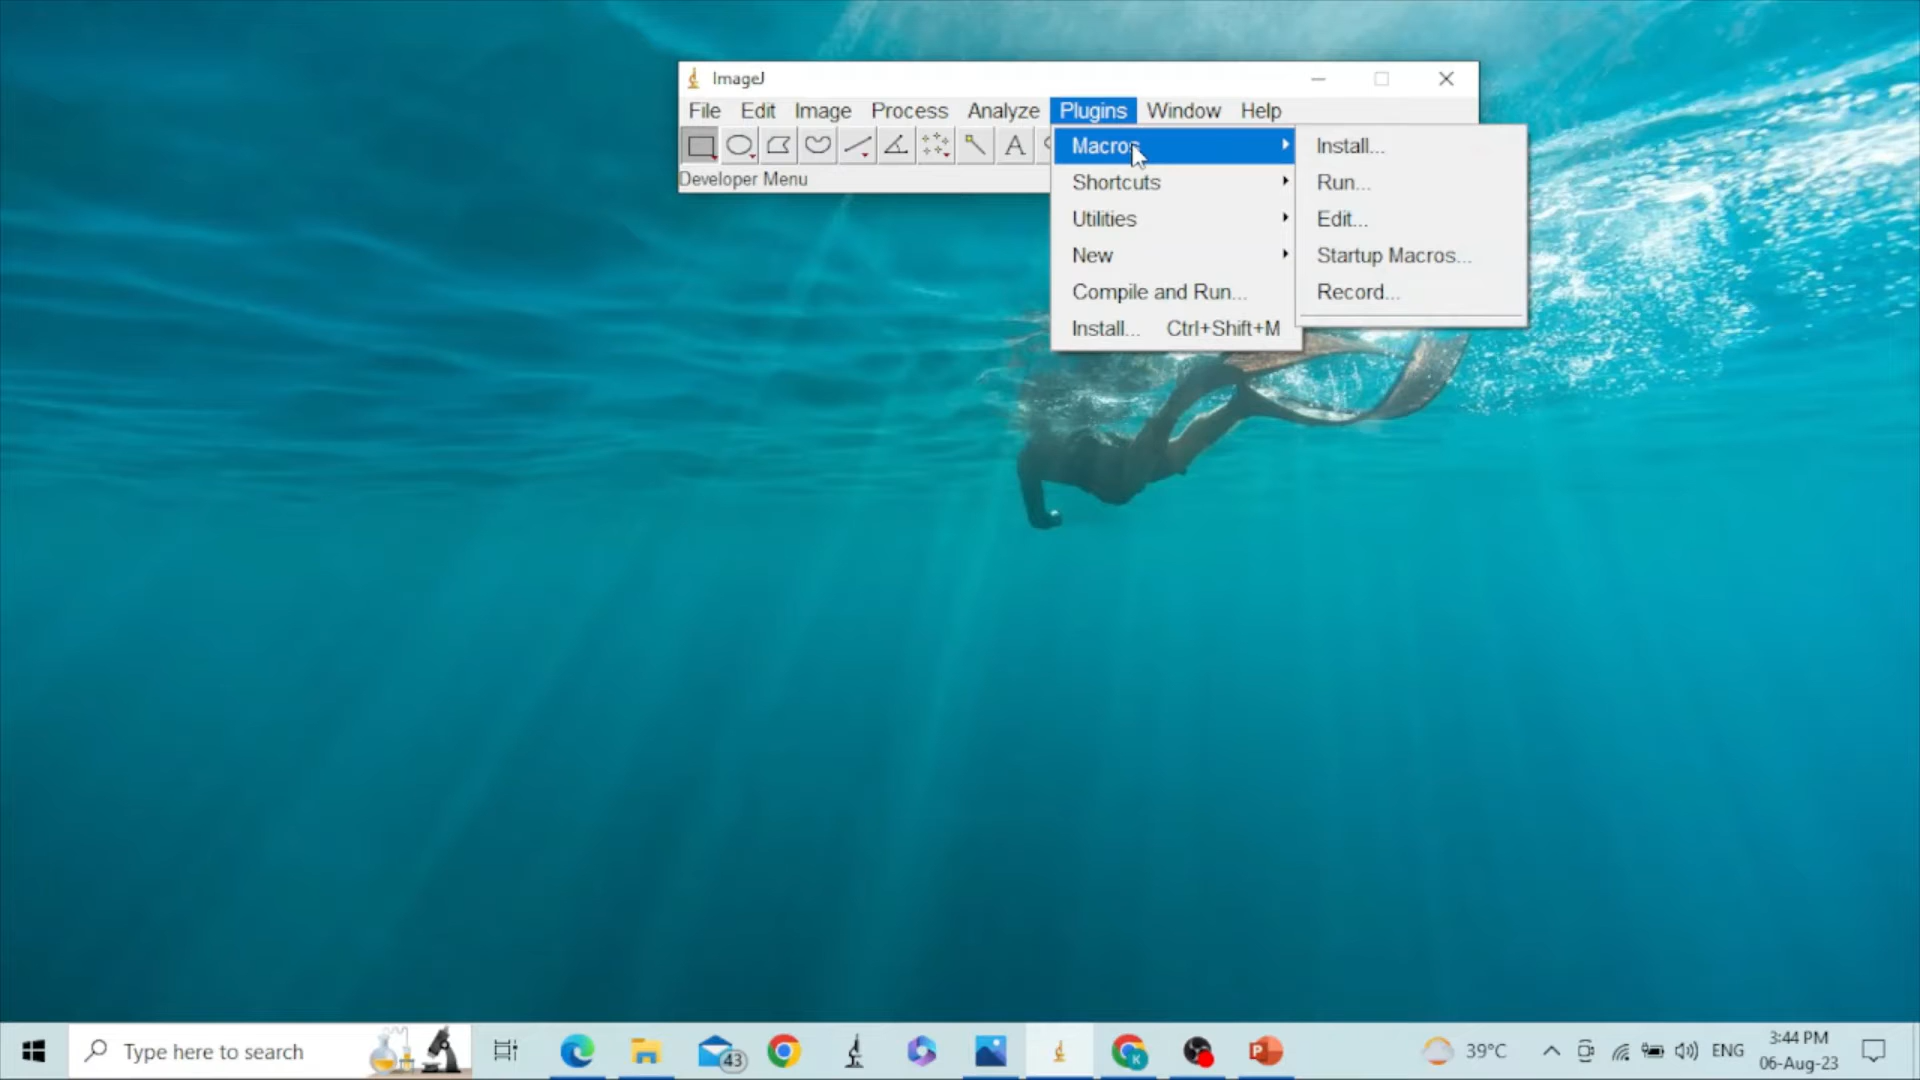 ImageJ
File Edit Image Process Analyze Plugins Window Help
A
Developer Menu
Macros
Shortcuts
Utilities
New
Compile and Run...
Install... Ctrl+Shift+M
Install...
Run...
Edit...
Startup Macros...
Record...
Type here to search
43
K
P
39°C
ENG
3:44 PM
06-Aug-23